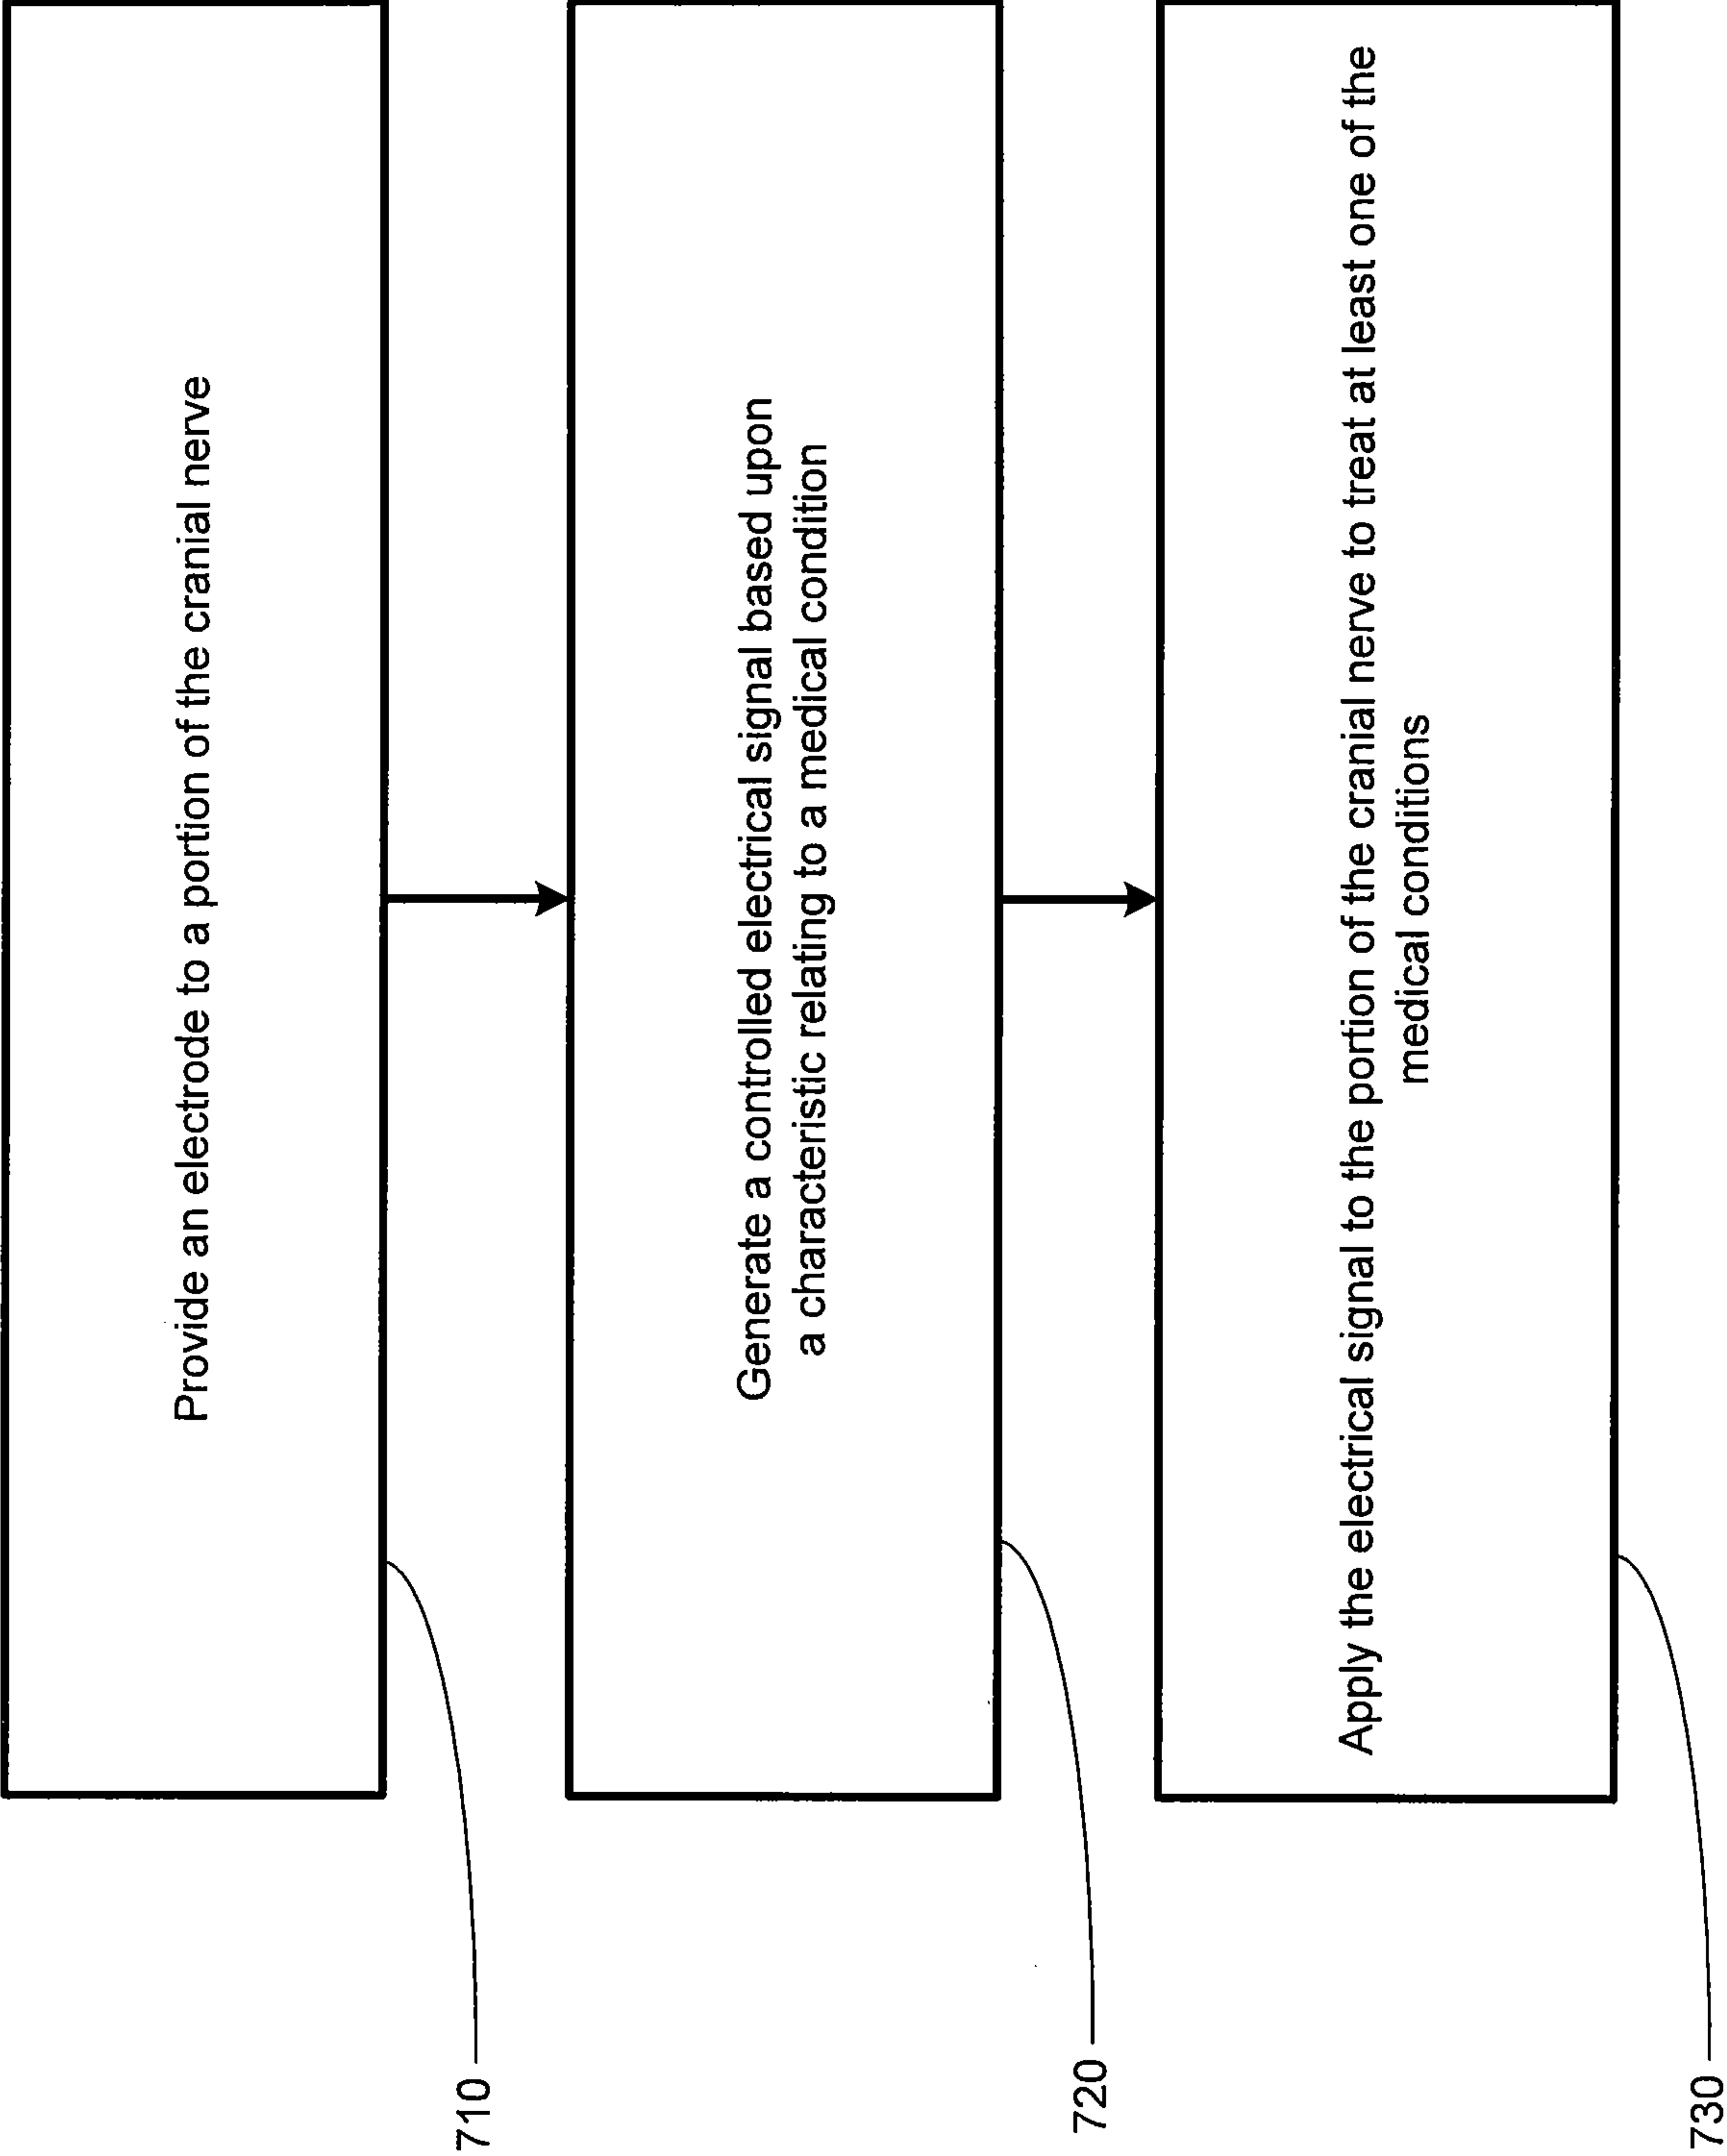 Provide an electrode to a portion of the cranial nerve
710
Generate a controlled electrical signal based upon
a characteristic relating to a medical condition
720
Apply the electrical signal to the portion of the cranial nerve to treat at least one of the
medical conditions
730